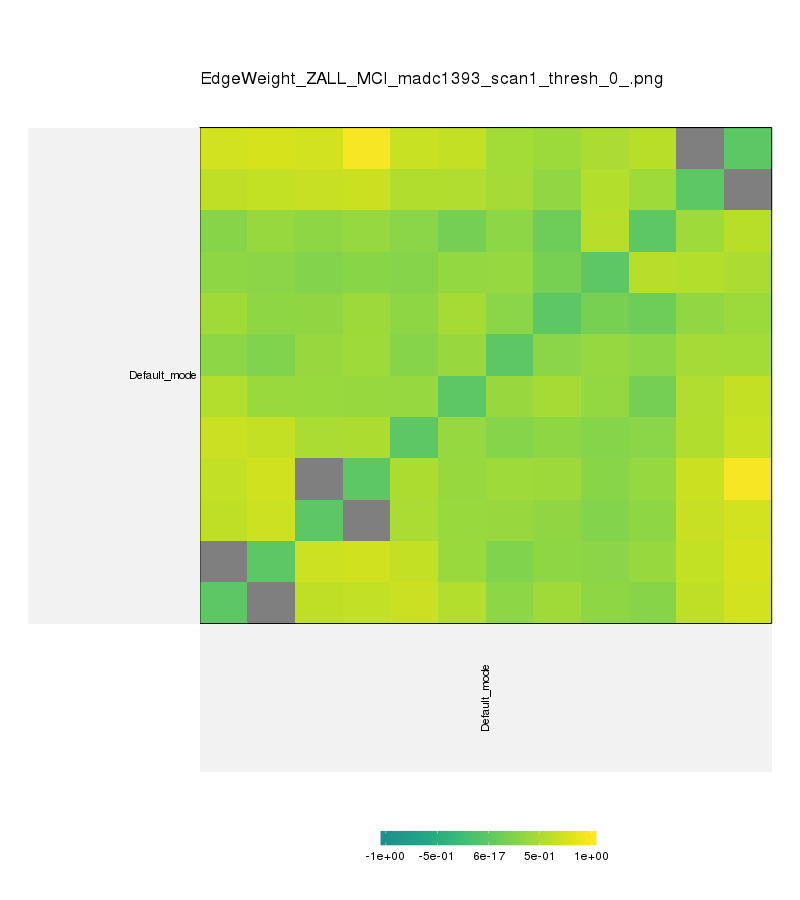 EdgeWeight_ZALL_MCI_madc1393_scan1_thresh_0_.png
Default_mode
Default_mode
-1e+00 -5e-01 6e-17 5e-01 1e+00